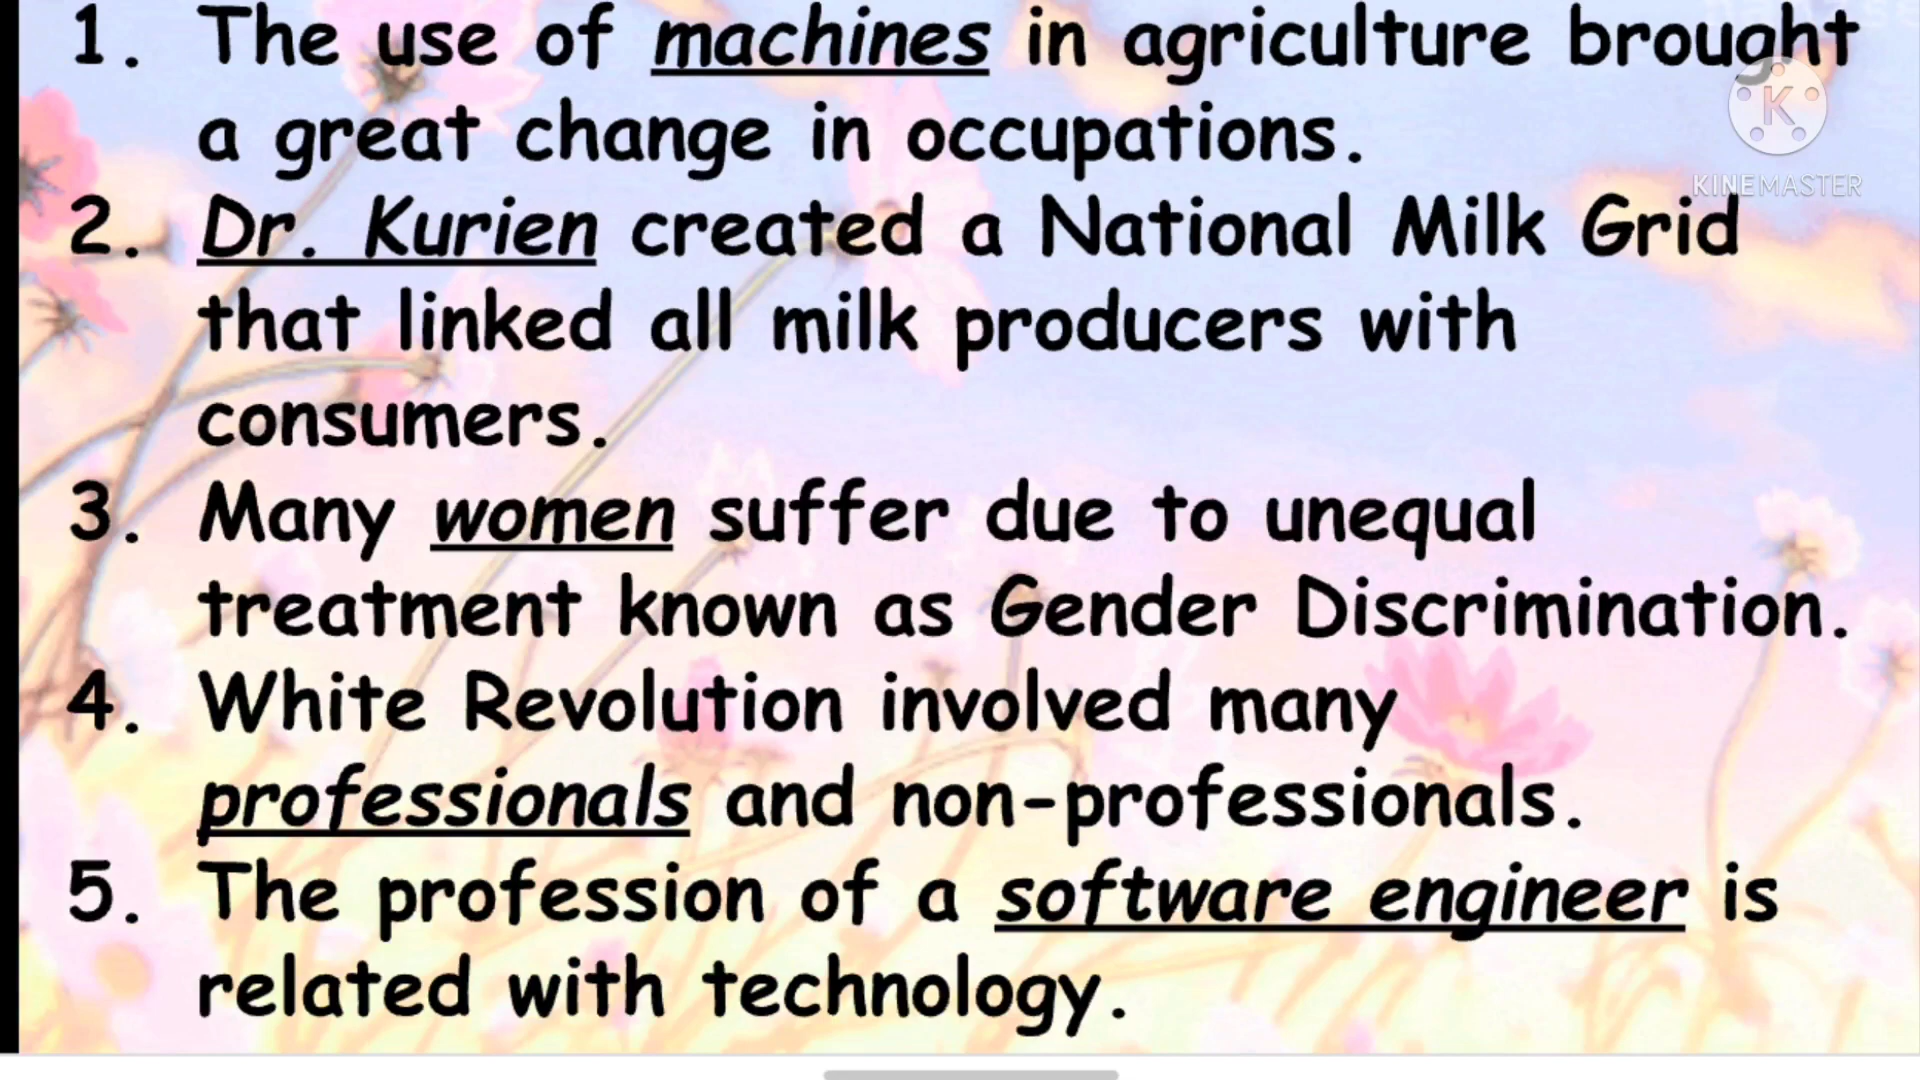 1. The use of machines in agriculture brought
a great change in occupations.
KINEMASTER
2. Dr. Kurien created a National Milk Grid
that linked all milk producers with
consumers.
3. Many women suffer due to unequal
treatment known as Gender Discrimination.
4. White Revolution involved many
professionals and non-professionals.
5. The profession of a software engineer is
related with technology.